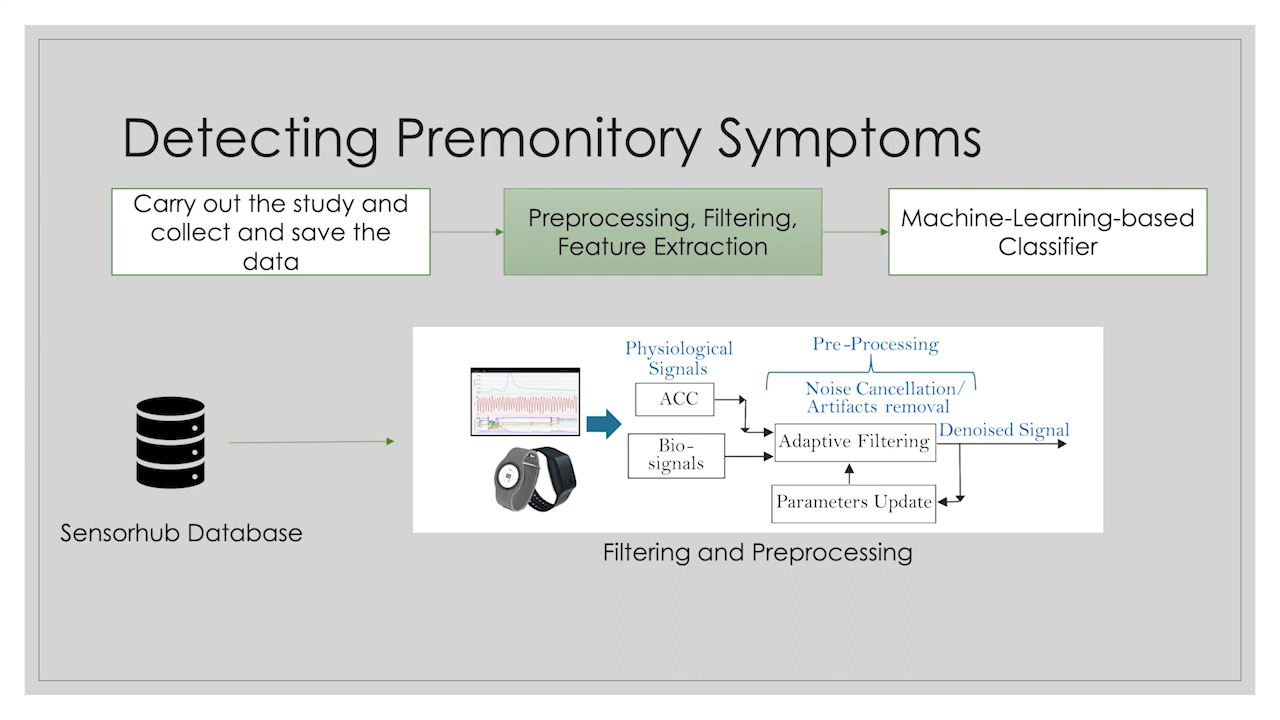 Detecting Premonitory Symptoms
Carry out the study and
collect and save the
data
Preprocessing, Filtering,
Feature Extraction
Machine-Learning-based
Classifier
Physiological
Signals
Pre-Processing
ACC
Noise Cancellation/
Artifacts removal
Bio-
signals
Adaptive Filtering
Denoised Signal
Parameters Update
Sensorhub Database
Filtering and Preprocessing